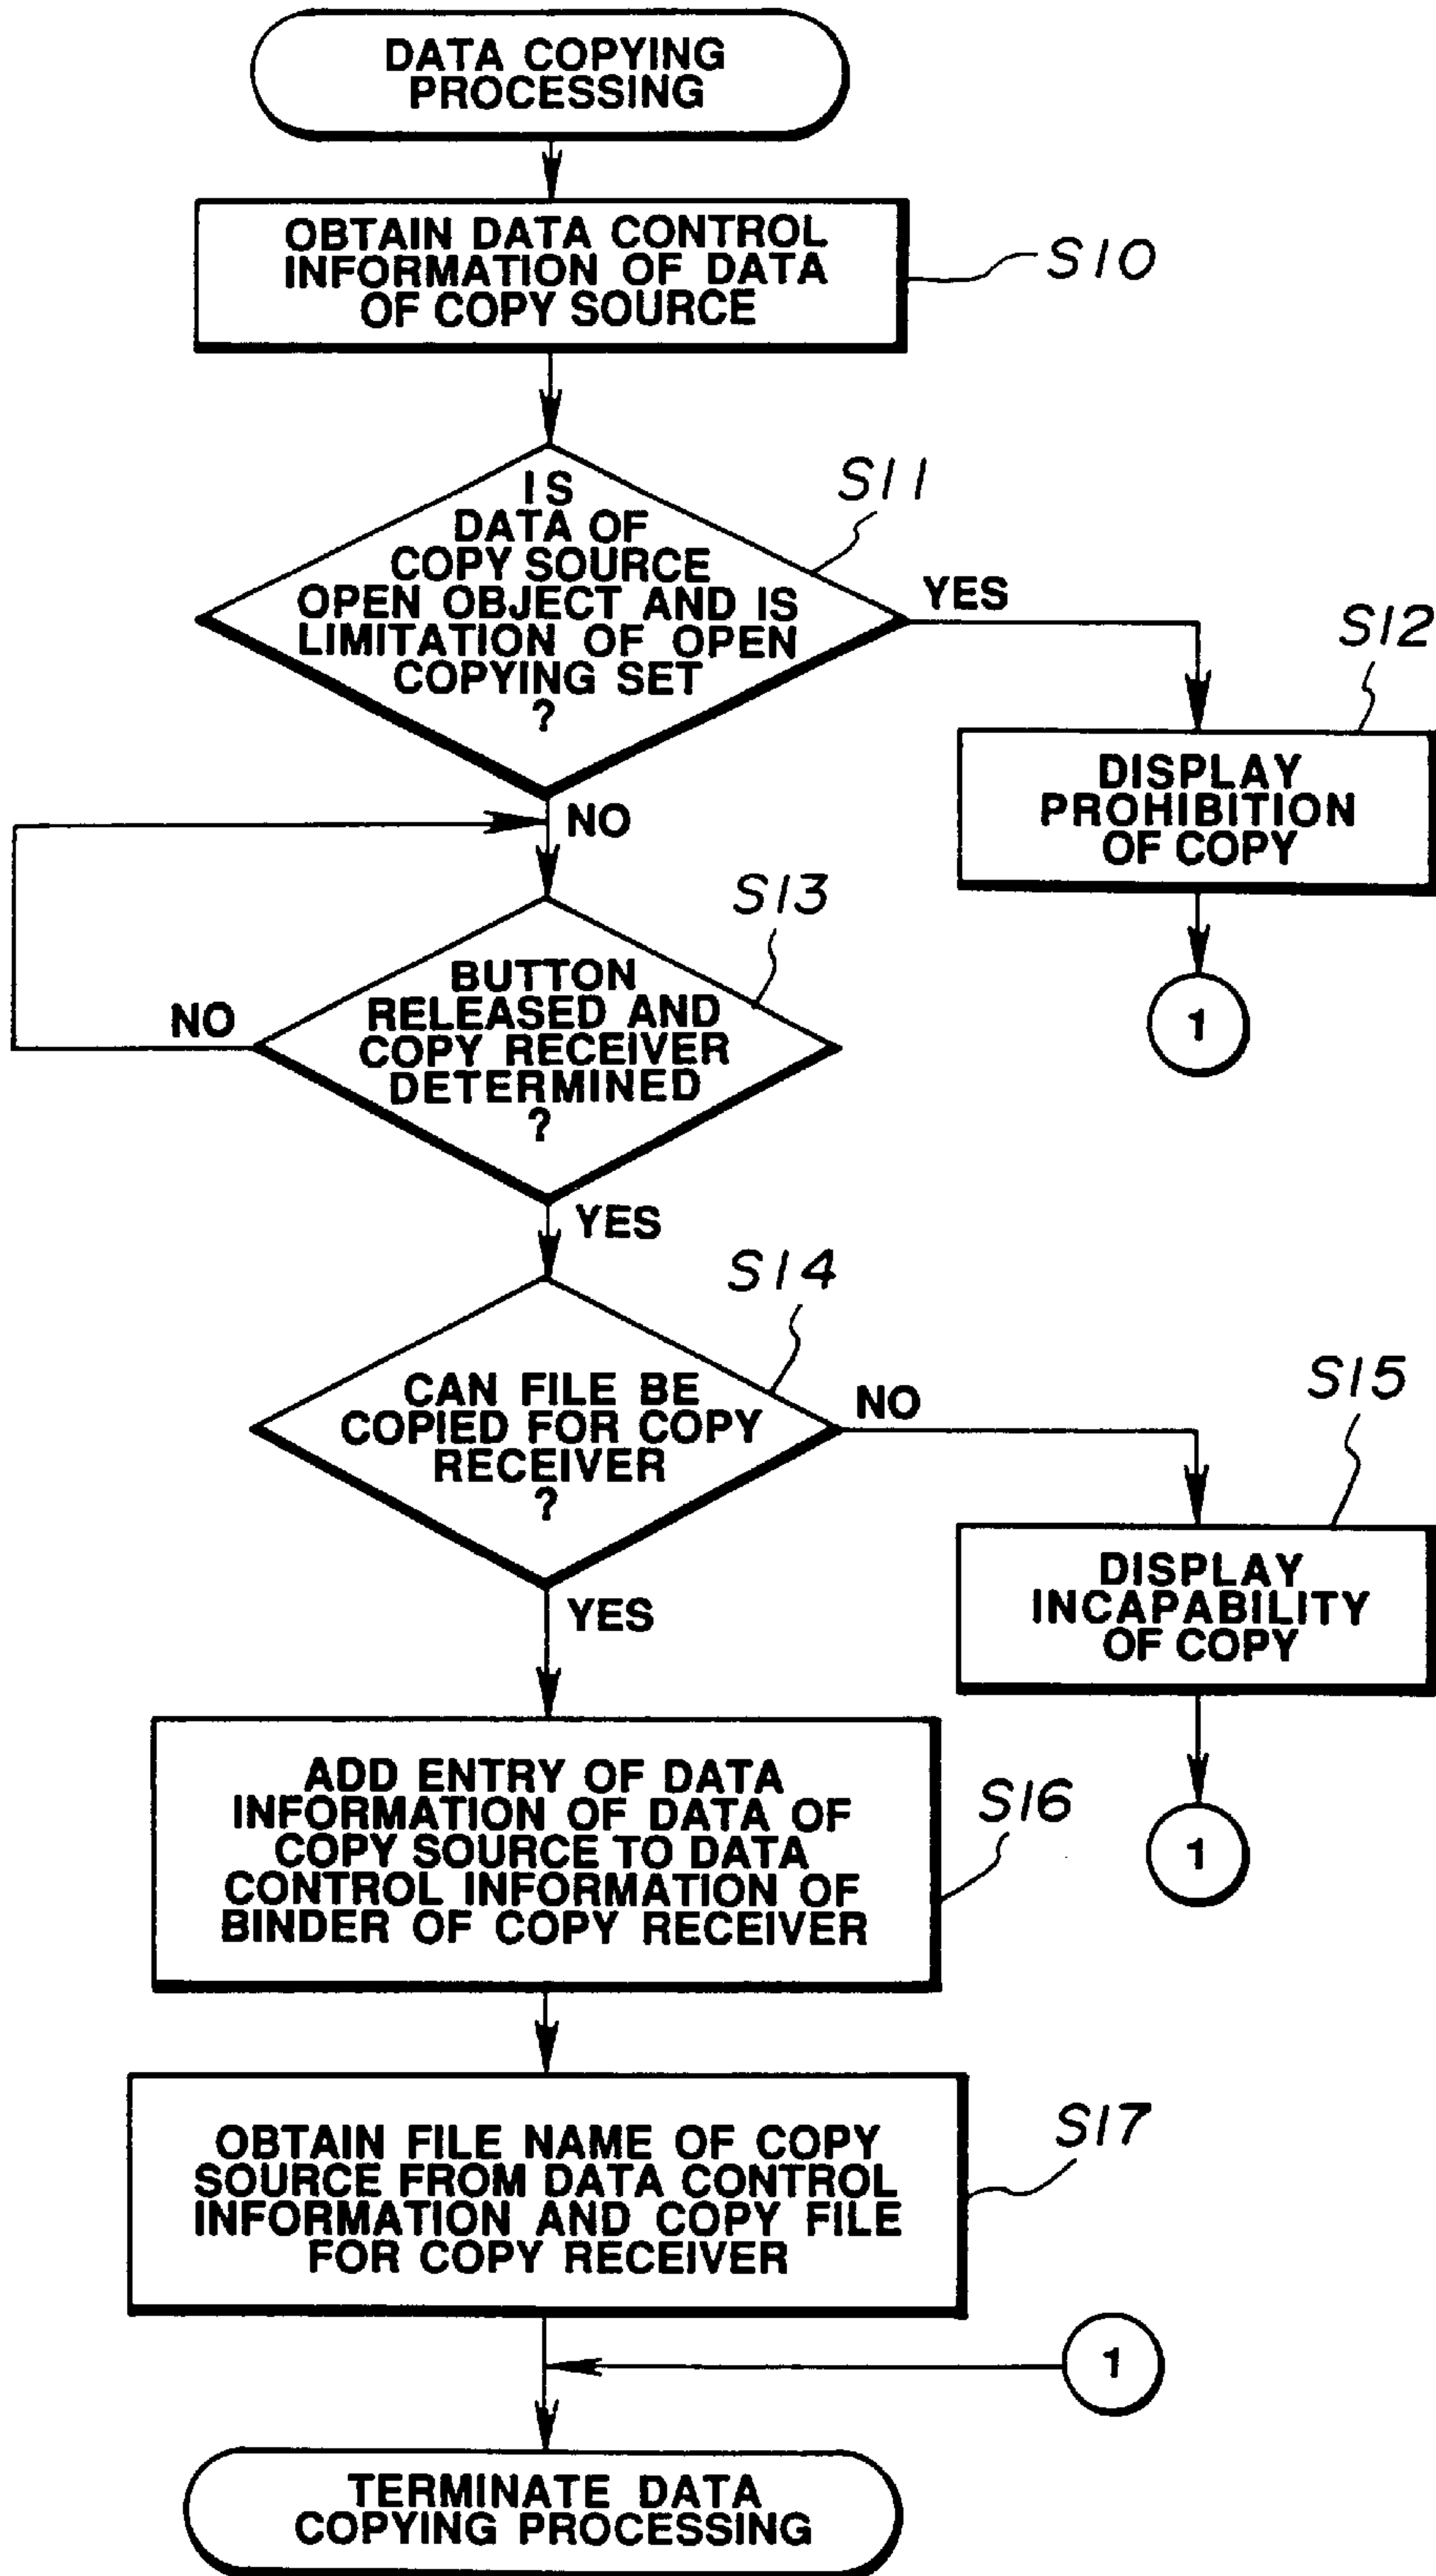 DATA COPYING
PROCESSING
OBTAIN DATA CONTROL
INFORMATION OF DATA
OF COPY SOURCE
S10
IS
DATA OF
COPY SOURCE
OPEN OBJECT AND IS
LIMITATION OF OPEN
COPYING SET
?
S11
YES
S12
DISPLAY
PROHIBITION
OF COPY
1
NO
S13
BUTTON
RELEASED AND
COPY RECEIVER
DETERMINED
?
NO
YES
S14
CAN FILE BE
COPIED FOR COPY
RECEIVER
?
NO
S15
DISPLAY
INCAPABILITY
OF COPY
1
YES
ADD ENTRY OF DATA
INFORMATION OF DATA OF
COPY SOURCE TO DATA
CONTROL INFORMATION OF
BINDER OF COPY RECEIVER
S16
OBTAIN FILE NAME OF COPY
SOURCE FROM DATA CONTROL
INFORMATION AND COPY FILE
FOR COPY RECEIVER
S17
1
TERMINATE DATA
COPYING PROCESSING